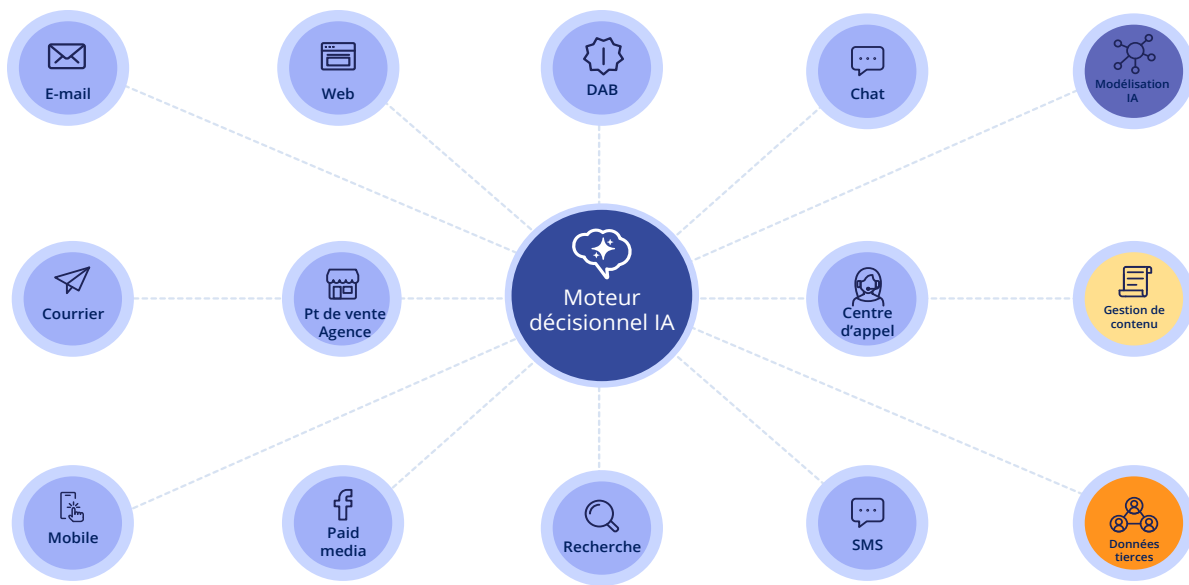 E-mail
Web
DAB
Chat
Modélisation
IA
Moteur
décisionnel IA
Courrier
Pt de vente
Agence
Centre
d’appel
Gestion de
contenu
Mobile
Paid
media
Recherche
SMS
Données
tierces